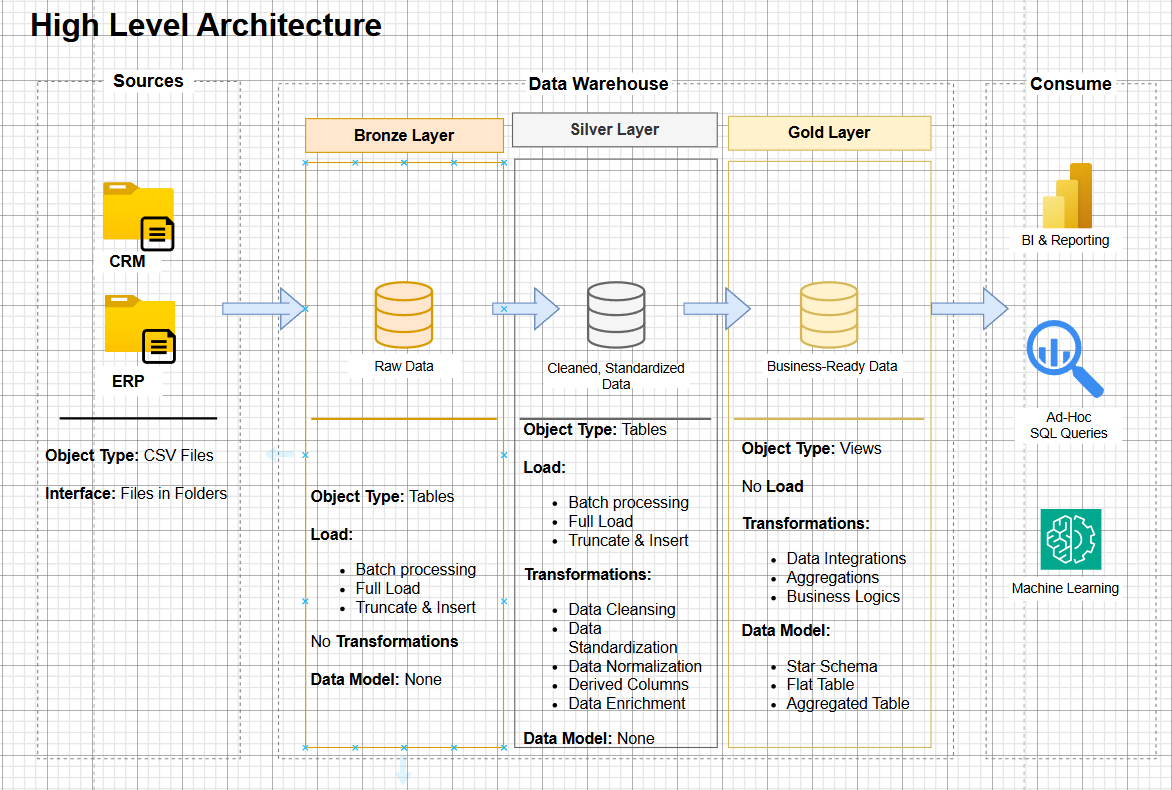 High Level Architecture
Sources
CRM
ERP
Object Type: CSV Files
Interface: Files in Folders
Data Warehouse
Bronze Layer
Raw Data
Object Type: Tables
Load:
• Batch processing
• Full Load
• Truncate & Insert
No Transformations
Data Model: None
Silver Layer
Cleaned, Standardized
Data
Object Type: Tables
Load:
• Batch processing
• Full Load
• Truncate & Insert
Transformations:
• Data Cleansing
• Data
Standardization
• Data Normalization
• Derived Columns
• Data Enrichment
Data Model: None
Gold Layer
Business-Ready Data
Object Type: Views
No Load
Transformations:
• Data Integrations
• Aggregations
• Business Logics
Data Model:
• Star Schema
• Flat Table
• Aggregated Table
Consume
BI & Reporting
Ad-Hoc
SQL Queries
Machine Learning